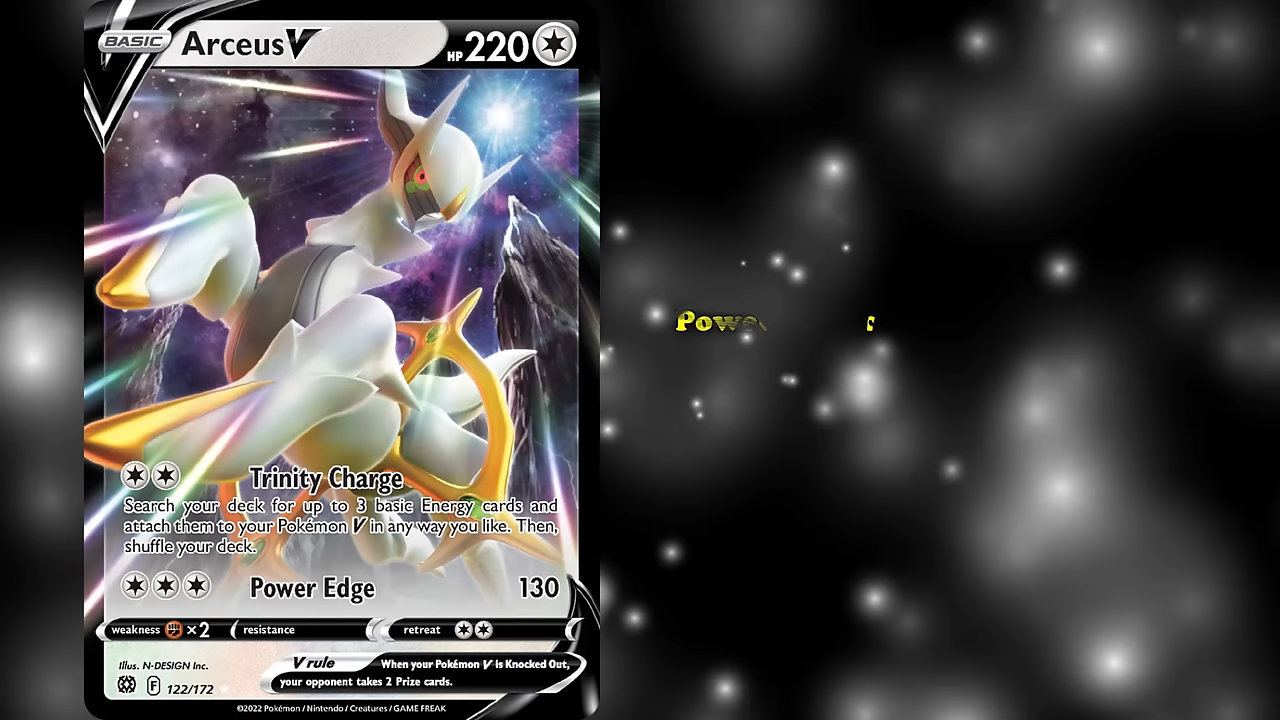 BASIC
Arceus V
HP 220
Trinity Charge
Search your deck for up to 3 basic Energy cards and
attach them to your Pokémon V in any way you like. Then,
shuffle your deck.
Power Edge 130
weakness ×2 resistance retreat
Illus. N-DESIGN Inc.
V rule When your Pokémon V is Knocked Out,
your opponent takes 2 Prize cards.
F 122/172
©2022 Pokémon / Nintendo / Creatures / GAME FREAK